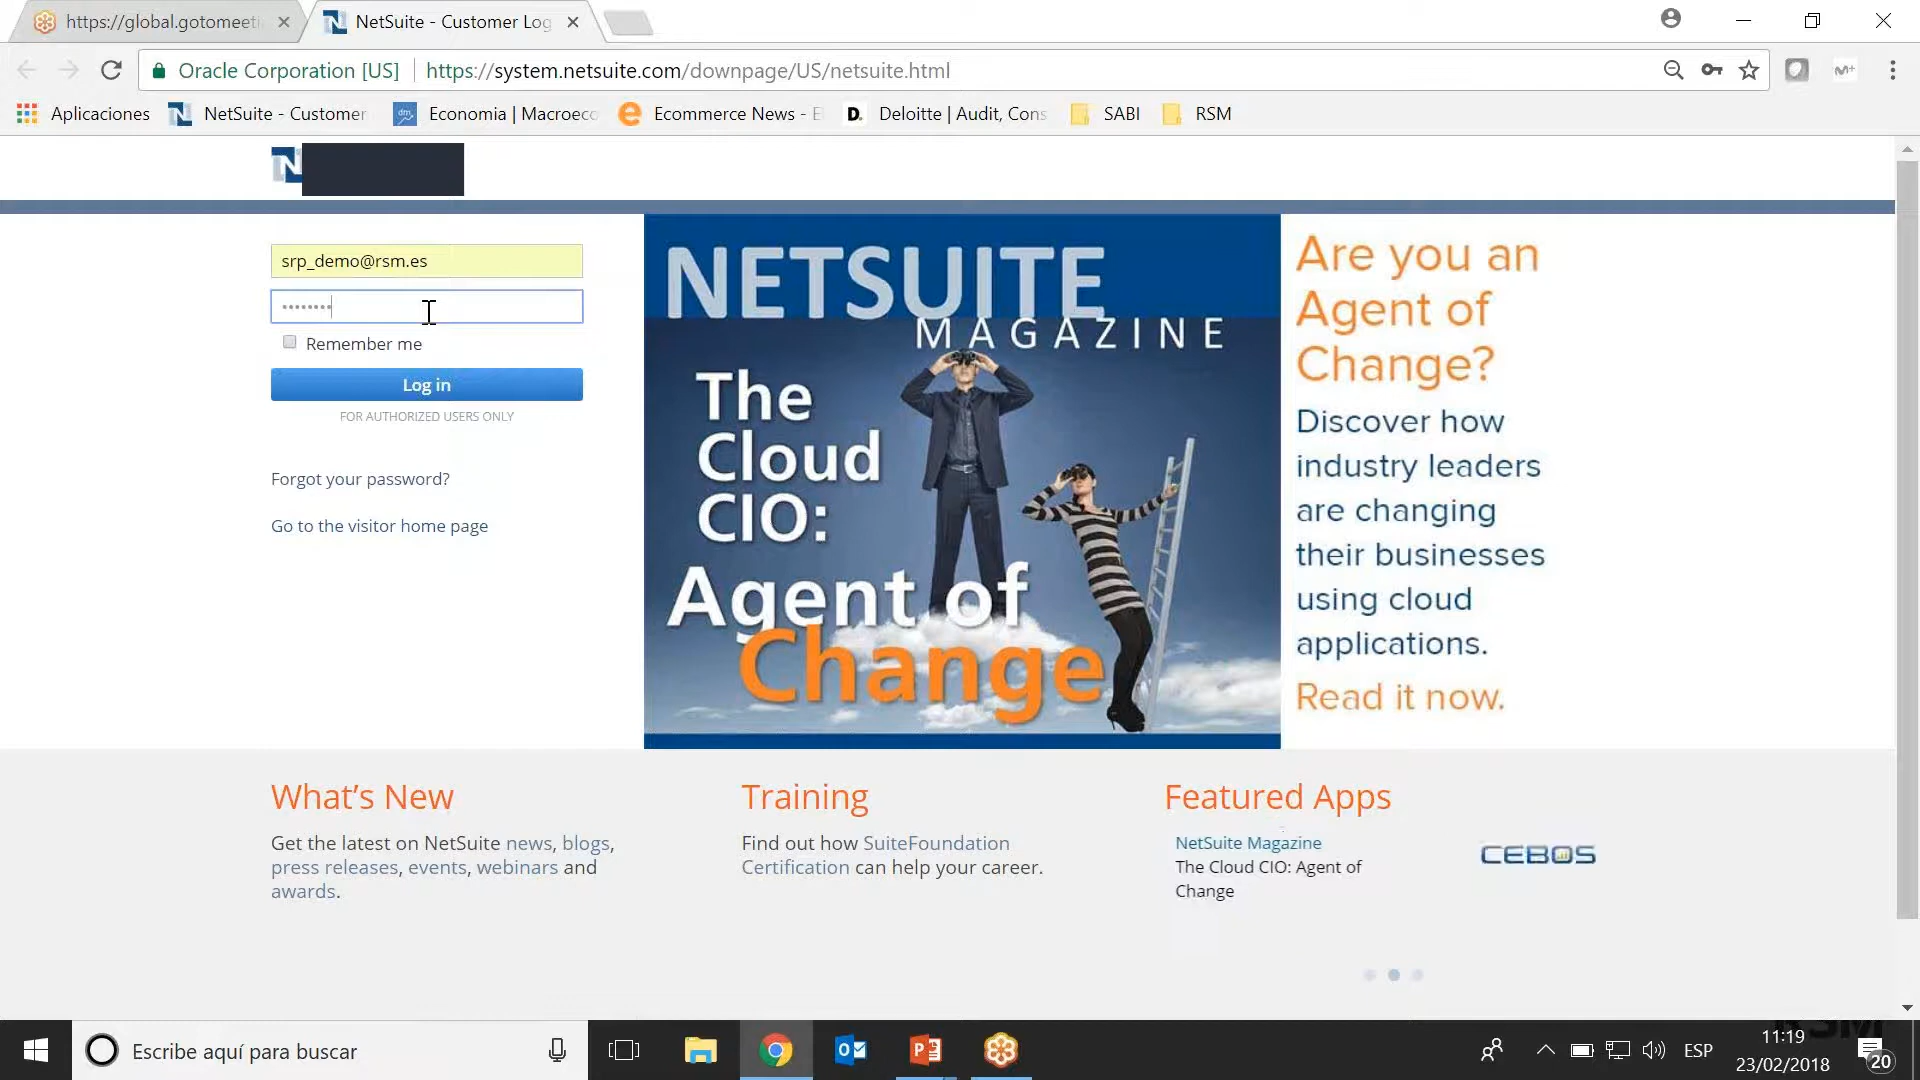 https://global.gotomeeti
NetSuite - Customer Log
Oracle Corporation [US]
https://system.netsuite.com/downpage/US/netsuite.html
Aplicaciones
NetSuite - Customer
Economia | Macroeco
Ecommerce News - E
Deloitte | Audit, Cons
SABI
RSM
srp_demo@rsm.es
Remember me
Log in
FOR AUTHORIZED USERS ONLY
Forgot your password?
Go to the visitor home page
NETSUITE
MAGAZINE
The
Cloud
CIO:
Agent of
Change
Are you an
Agent of
Change?
Discover how
industry leaders
are changing
their businesses
using cloud
applications.
Read it now.
What's New
Get the latest on NetSuite news, blogs,
press releases, events, webinars and
awards.
Training
Find out how SuiteFoundation
Certification can help your career.
Featured Apps
NetSuite Magazine
The Cloud CIO: Agent of
Change
CEBOS
RSM
Escribe aquí para buscar
ESP
11:19
23/02/2018
20